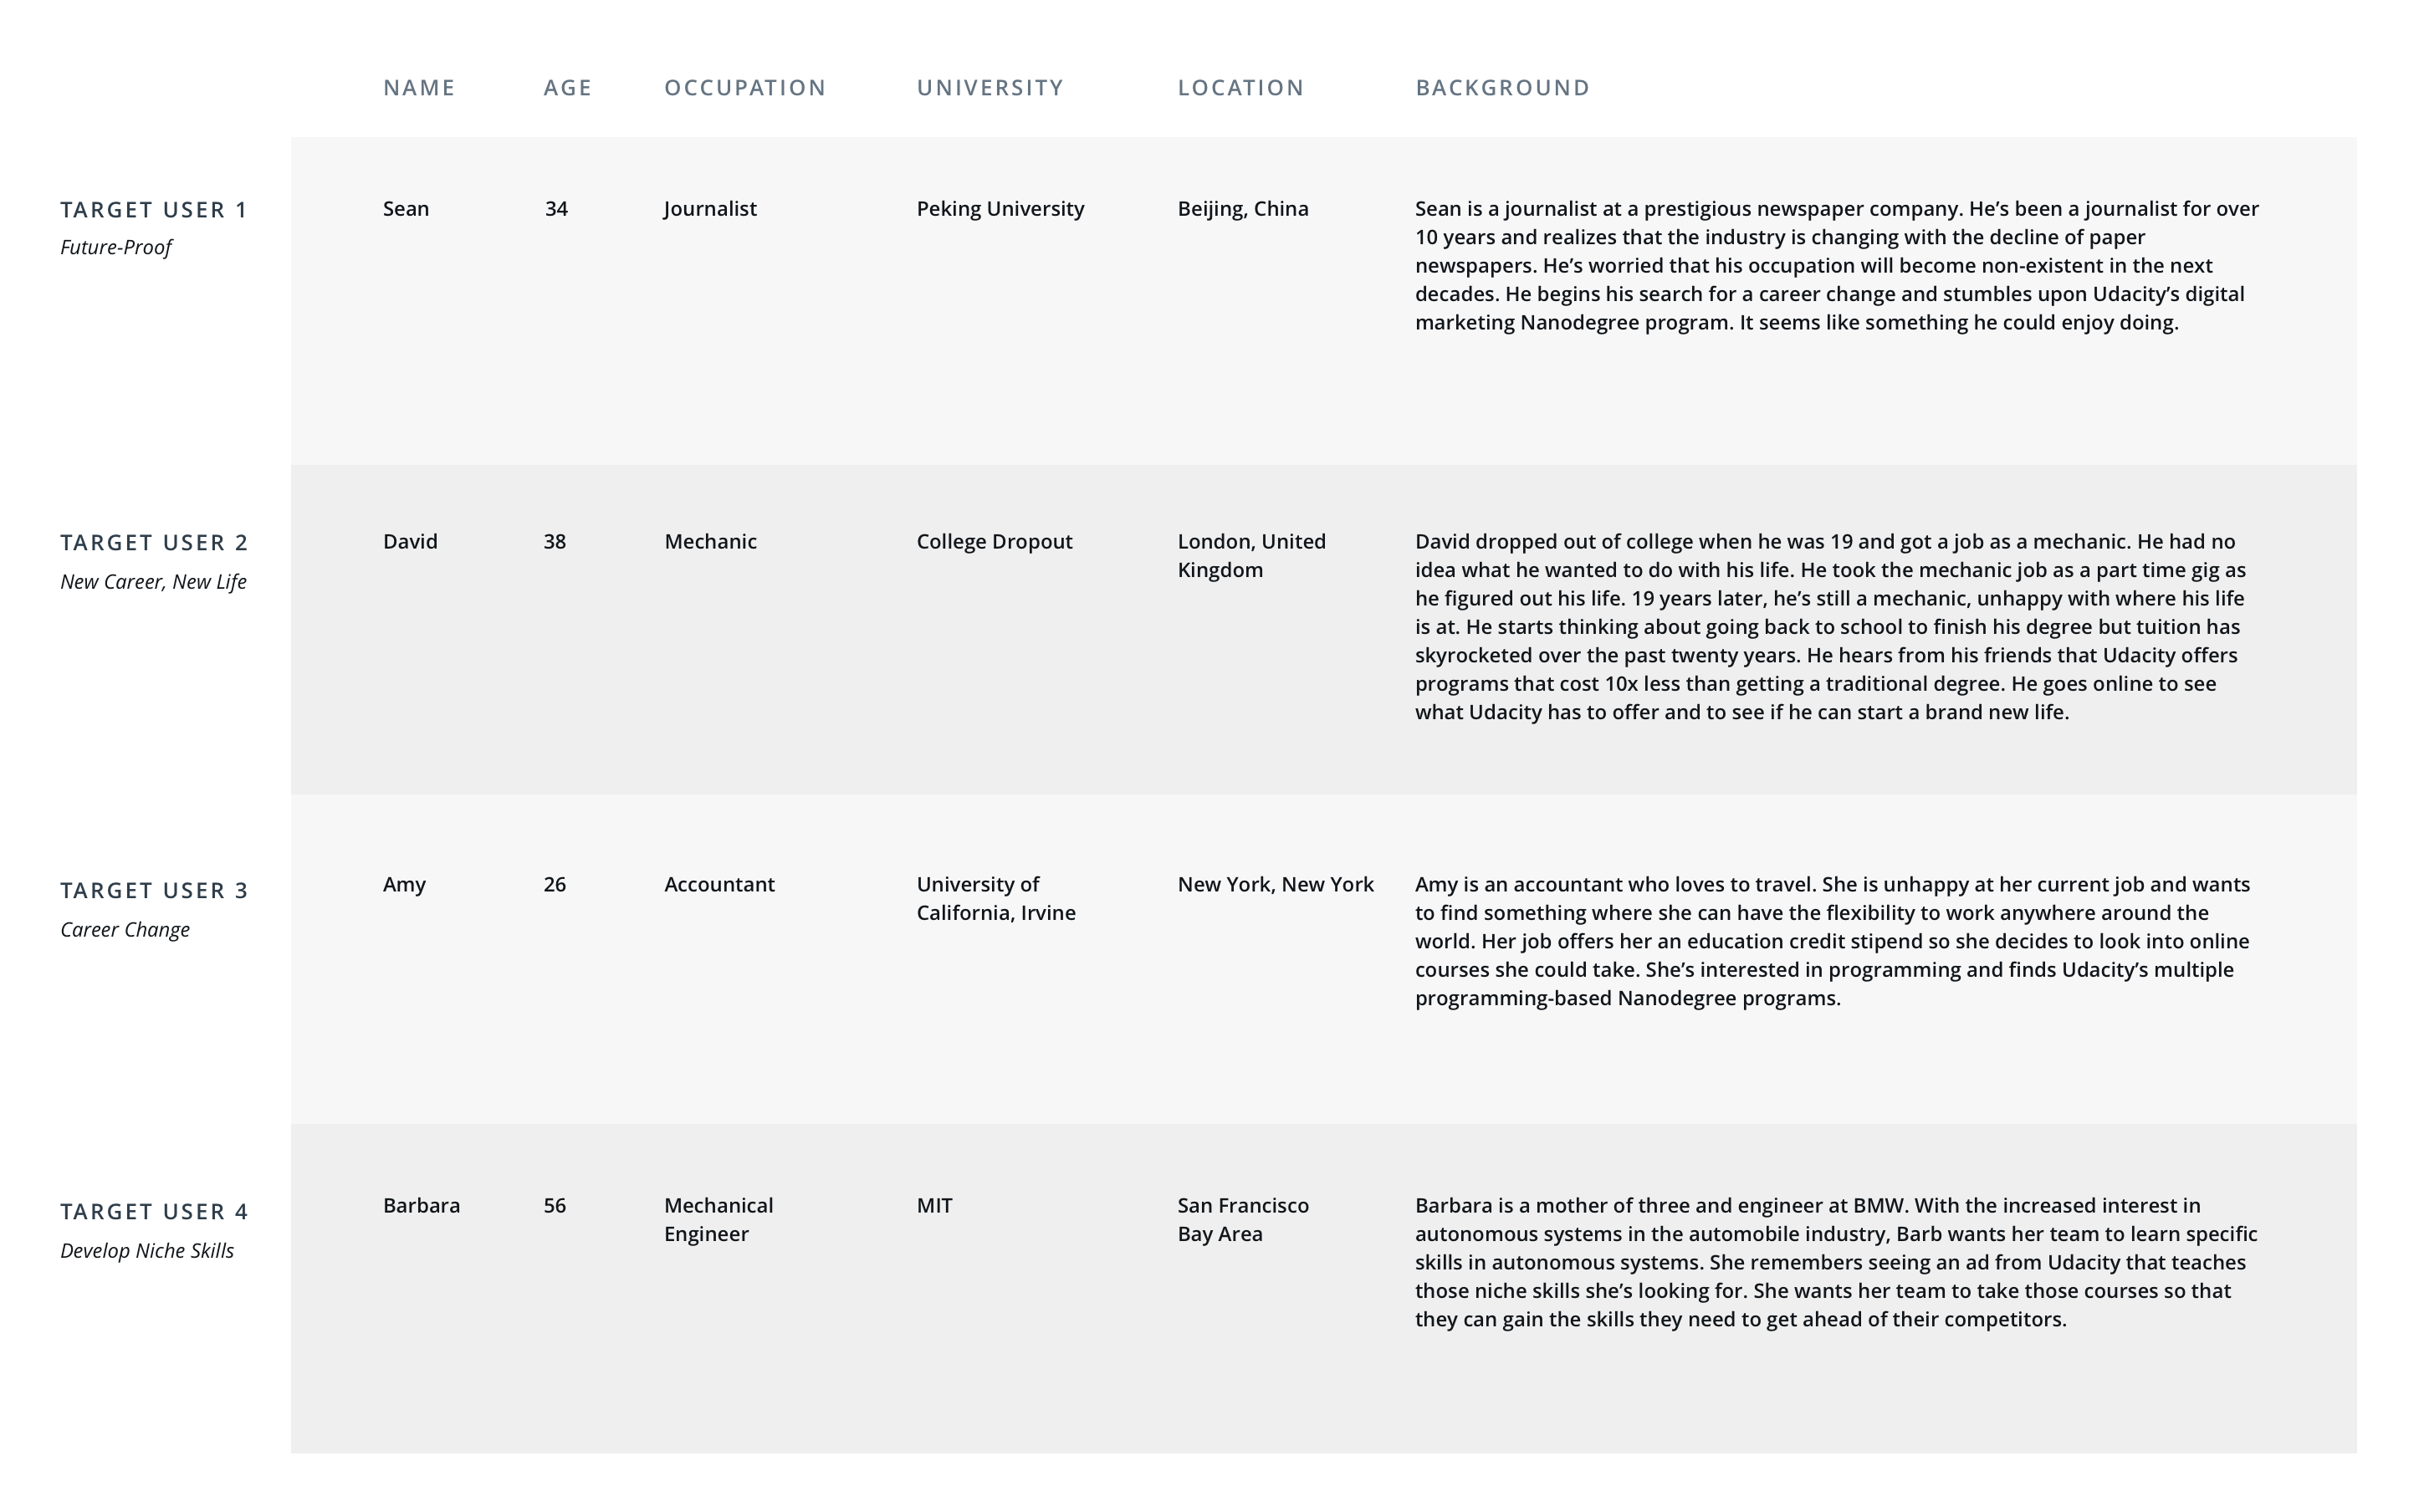 NAME AGE OCCUPATION UNIVERSITY LOCATION BACKGROUND
TARGET USER 1
Future-Proof
Sean 34 Journalist Peking University Beijing, China
Sean is a journalist at a prestigious newspaper company. He’s been a journalist for over
10 years and realizes that the industry is changing with the decline of paper
newspapers. He’s worried that his occupation will become non-existent in the next
decades. He begins his search for a career change and stumbles upon Udacity’s digital
marketing Nanodegree program. It seems like something he could enjoy doing.
TARGET USER 2
New Career, New Life
David 38 Mechanic College Dropout London, United
Kingdom
David dropped out of college when he was 19 and got a job as a mechanic. He had no
idea what he wanted to do with his life. He took the mechanic job as a part time gig as
he figured out his life. 19 years later, he’s still a mechanic, unhappy with where his life
is at. He starts thinking about going back to school to finish his degree but tuition has
skyrocketed over the past twenty years. He hears from his friends that Udacity offers
programs that cost 10x less than getting a traditional degree. He goes online to see
what Udacity has to offer and to see if he can start a brand new life.
TARGET USER 3
Career Change
Amy 26 Accountant University of
California, Irvine
New York, New York
Amy is an accountant who loves to travel. She is unhappy at her current job and wants
to find something where she can have the flexibility to work anywhere around the
world. Her job offers her an education credit stipend so she decides to look into online
courses she could take. She’s interested in programming and finds Udacity’s multiple
programming-based Nanodegree programs.
TARGET USER 4
Develop Niche Skills
Barbara 56 Mechanical
Engineer
MIT
San Francisco
Bay Area
Barbara is a mother of three and engineer at BMW. With the increased interest in
autonomous systems in the automobile industry, Barb wants her team to learn specific
skills in autonomous systems. She remembers seeing an ad from Udacity that teaches
those niche skills she’s looking for. She wants her team to take those courses so that
they can gain the skills they need to get ahead of their competitors.